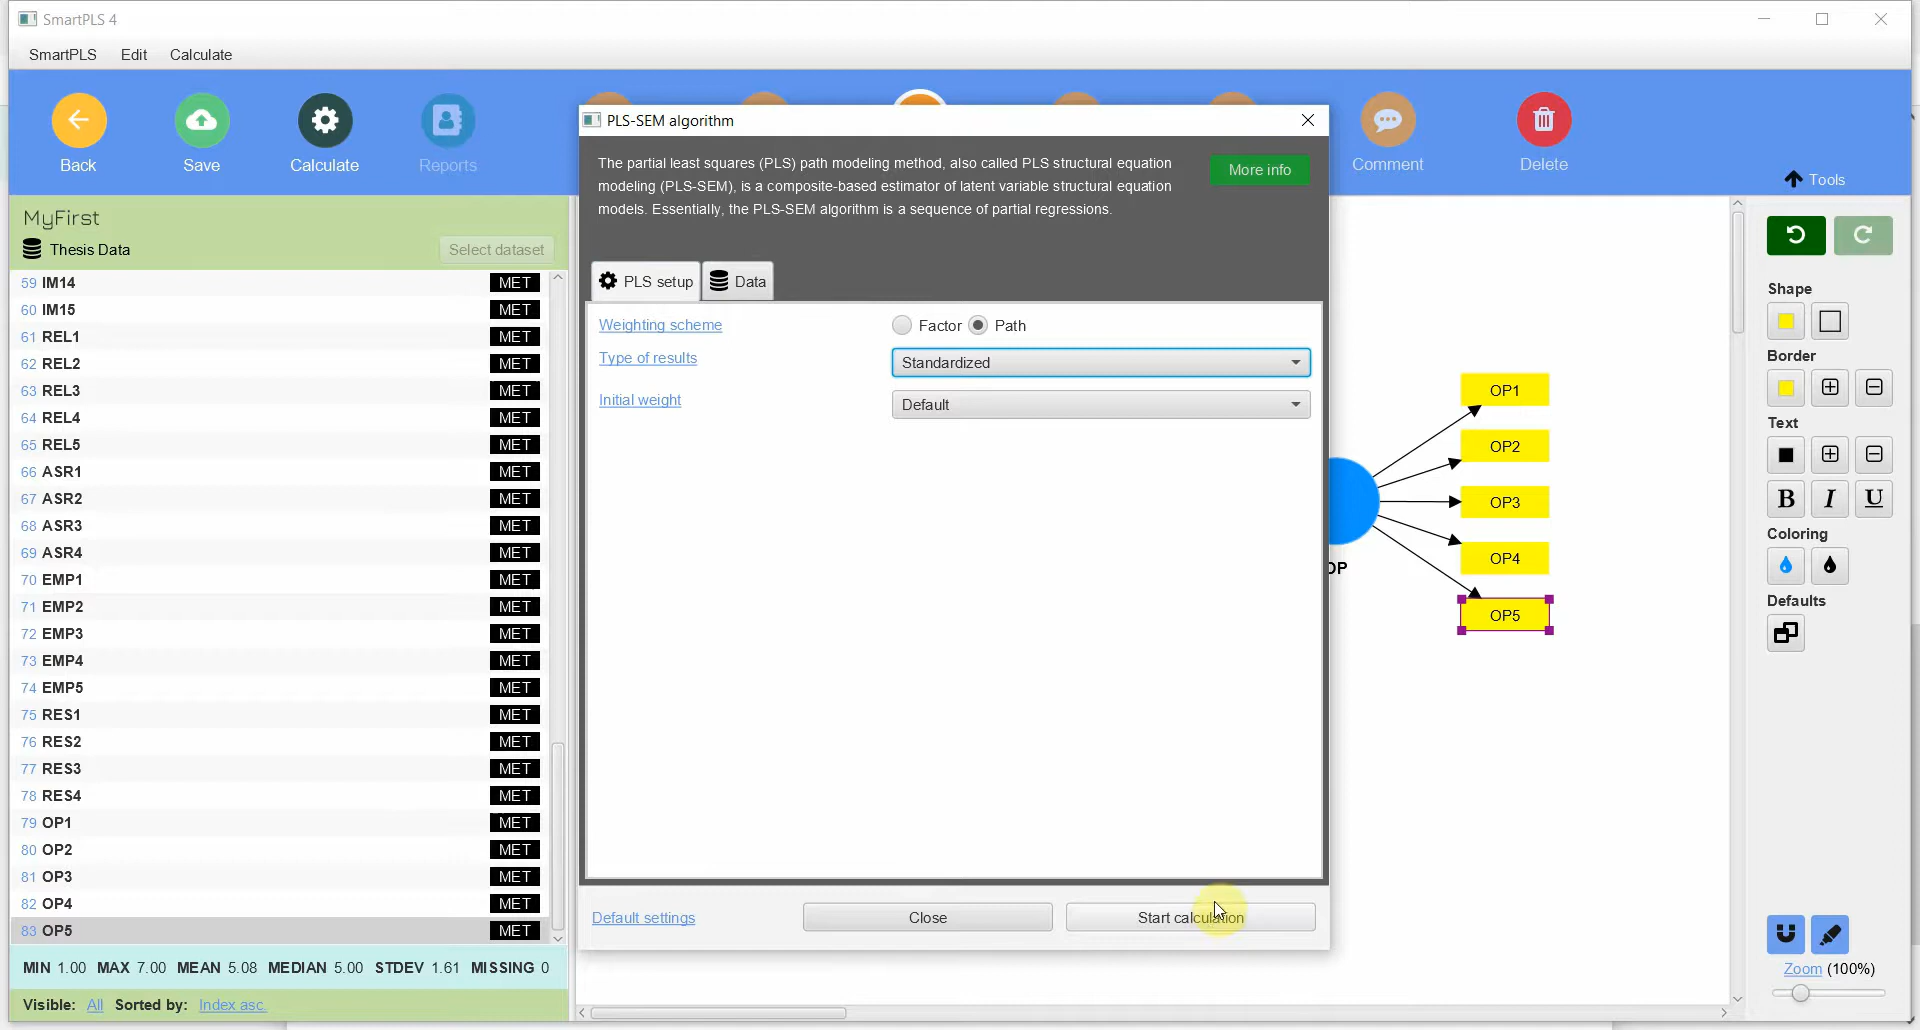 SmartPLS 4
SmartPLS Edit Calculate
Back
Save
Calculate
Reports
Comment
Delete
Tools
MyFirst
Thesis Data
Select dataset
59 IM14 MET
60 IM15 MET
61 REL1 MET
62 REL2 MET
63 REL3 MET
64 REL4 MET
65 REL5 MET
66 ASR1 MET
67 ASR2 MET
68 ASR3 MET
69 ASR4 MET
70 EMP1 MET
71 EMP2 MET
72 EMP3 MET
73 EMP4 MET
74 EMP5 MET
75 RES1 MET
76 RES2 MET
77 RES3 MET
78 RES4 MET
79 OP1 MET
80 OP2 MET
81 OP3 MET
82 OP4 MET
83 OP5 MET
MIN 1.00 MAX 7.00 MEAN 5.08 MEDIAN 5.00 STDEV 1.61 MISSING 0
Visible: All Sorted by: Index asc.
PLS-SEM algorithm
The partial least squares (PLS) path modeling method, also called PLS structural equation
modeling (PLS-SEM), is a composite-based estimator of latent variable structural equation
models. Essentially, the PLS-SEM algorithm is a sequence of partial regressions.
More info
PLS setup
Data
Weighting scheme Factor Path
Type of results Standardized
Initial weight Default
Default settings
Close
Start calculation
OP1
OP2
OP3
OP4
OP5
OP
Shape
Border
Text
B I U
Coloring
Defaults
Zoom (100%)